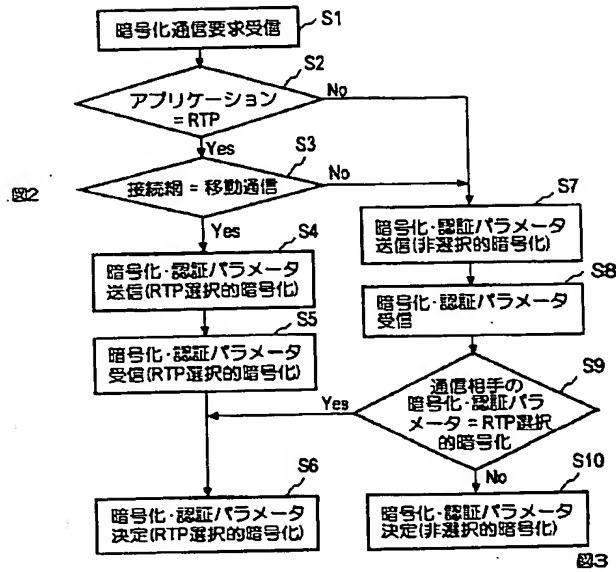 暗号化通信要求受信
S1
S2
アプリケーション
=RTP
No
Yes
S3
図2
接続網=移動通信
No
Yes
S4
暗号化·認証パラメータ
送信(RTP選択的暗号化)
S5
暗号化·認証パラメータ
受信(RTP選択的暗号化)
S7
暗号化·認証パラメータ
送信(非選択的暗号化)
S8
暗号化·認証パラメータ
受信
S9
通信相手の
暗号化·認証パラ
メータ=RTP選択
的暗号化
Yes
No
S6
暗号化·認証パラメータ
決定(RTP選択的暗号化)
S10
暗号化·認証パラメータ
決定(非選択的暗号化)
図3